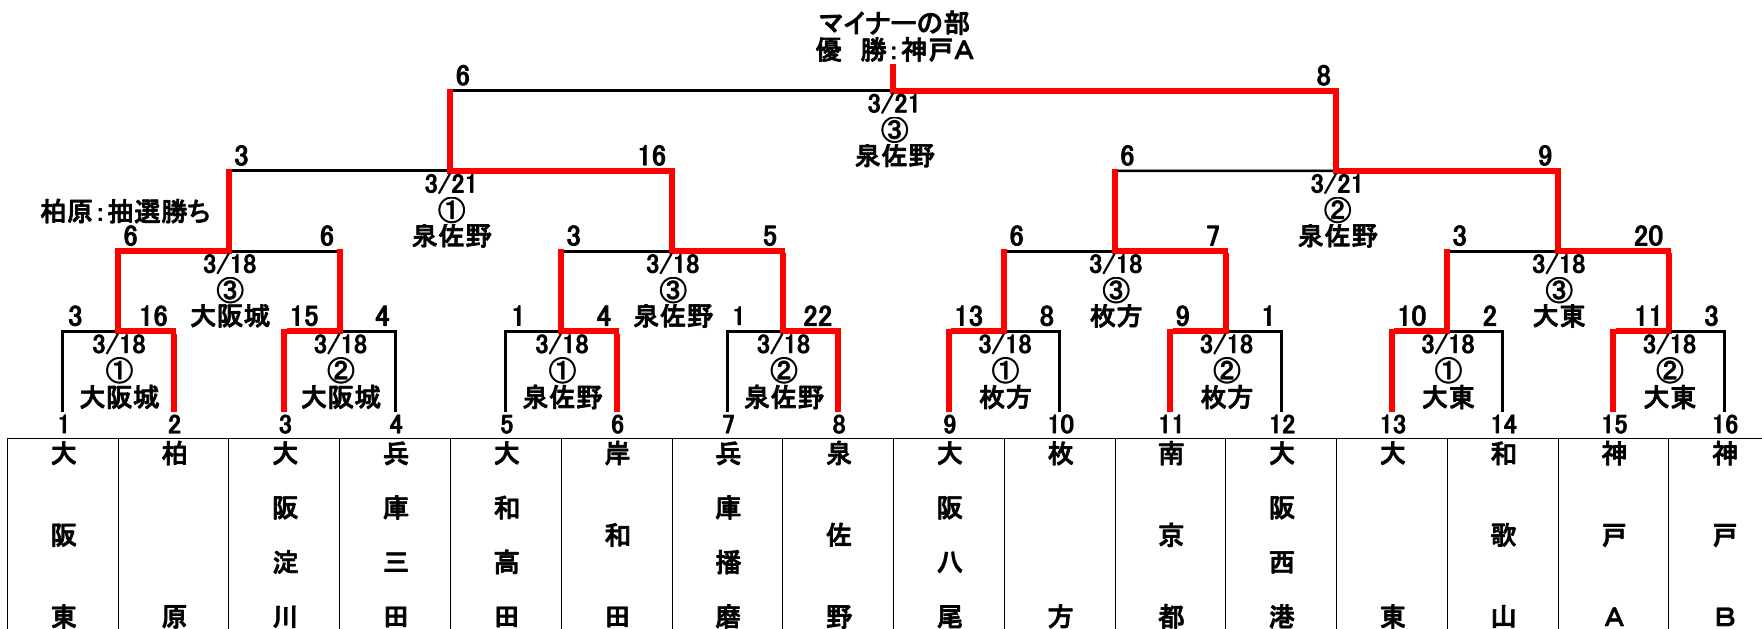 マイナーの部
優　勝：神戸A
6　8
3/21
③
泉佐野
3　16　6　9
3/21　3/21
①　②
泉佐野　泉佐野
柏原：抽選勝ち
6　6　3　5　6　7　3　20
3/18　3/18　3/18　3/18
③　③　③　③
大阪城　泉佐野　枚方　大東
3　16　15　4　1　4　1　22　13　8　9　1　10　2　11　3
3/18　3/18　3/18　3/18　3/18　3/18　3/18　3/18
①　②　①　②　①　②　①　②
大阪城　大阪城　泉佐野　泉佐野　枚方　枚方　大東　大東
1　2　3　4　5　6　7　8　9　10　11　12　13　14　15　16
大阪東
柏原
大阪淀川
兵庫三田
大和高田
岸和田
兵庫播磨
泉佐野
大阪八尾
枚方
南京都
大阪西港
大東
和歌山
神戸A
神戸B